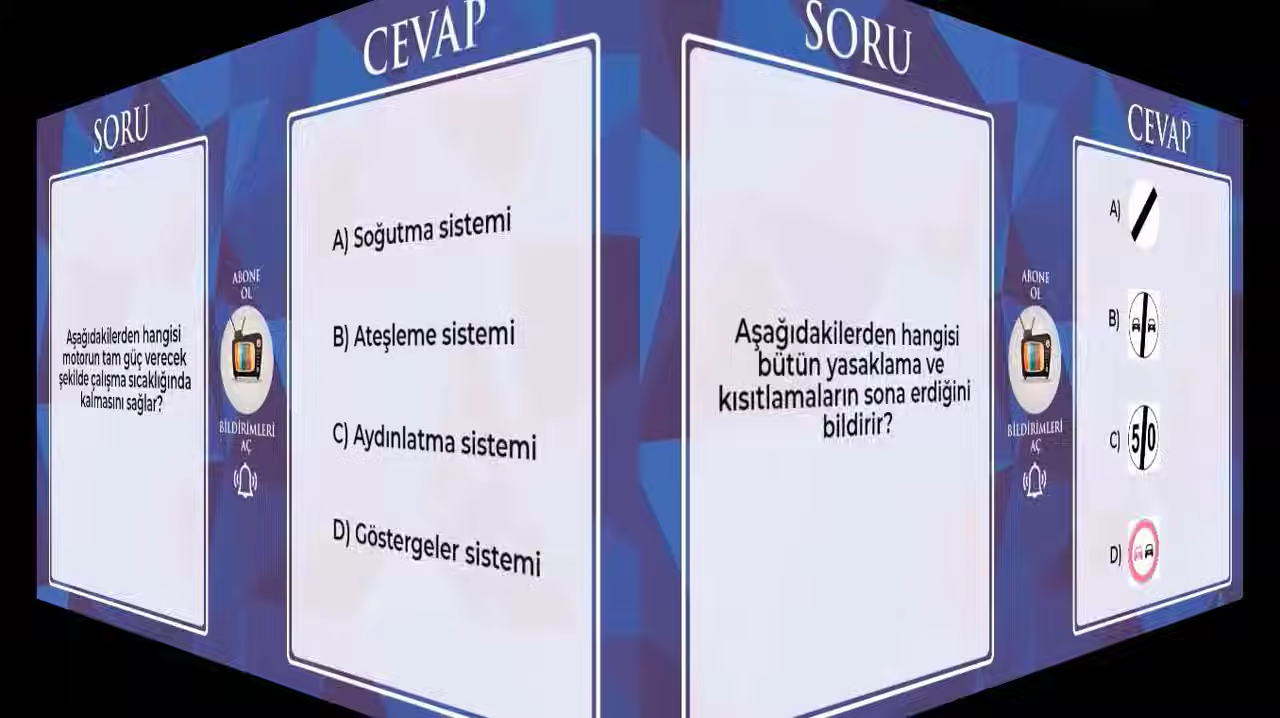 SORU
Aşağıdakilerden hangisi
motorun tam güç verecek
şekilde çalışma sıcaklığında
kalmasını sağlar?
ABONE
OL
BİLDİRİMLERİ
AÇ
CEVAP
A) Soğutma sistemi
B) Ateşleme sistemi
C) Aydınlatma sistemi
D) Göstergeler sistemi
SORU
Aşağıdakilerden hangisi
bütün yasaklama ve
kısıtlamaların sona erdiğini
bildirir?
ABONE
OL
BİLDİRİMLERİ
AÇ
CEVAP
A)
B)
C) 50
D)